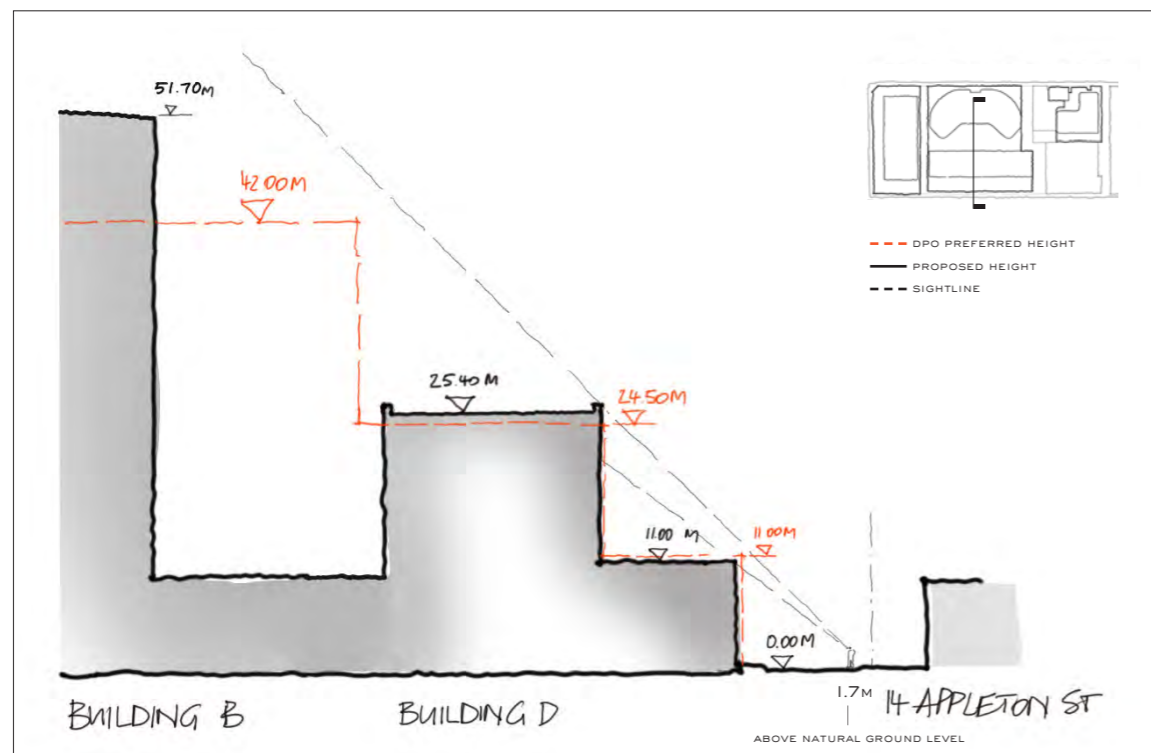 51.70M
42.00M
25.40M
24.50M
11.00 M
11.00M
0.00M
1.7M
ABOVE NATURAL GROUND LEVEL
BUILDING B
BUILDING D
14 APPLETON ST
DPO PREFERRED HEIGHT
PROPOSED HEIGHT
SIGHTLINE